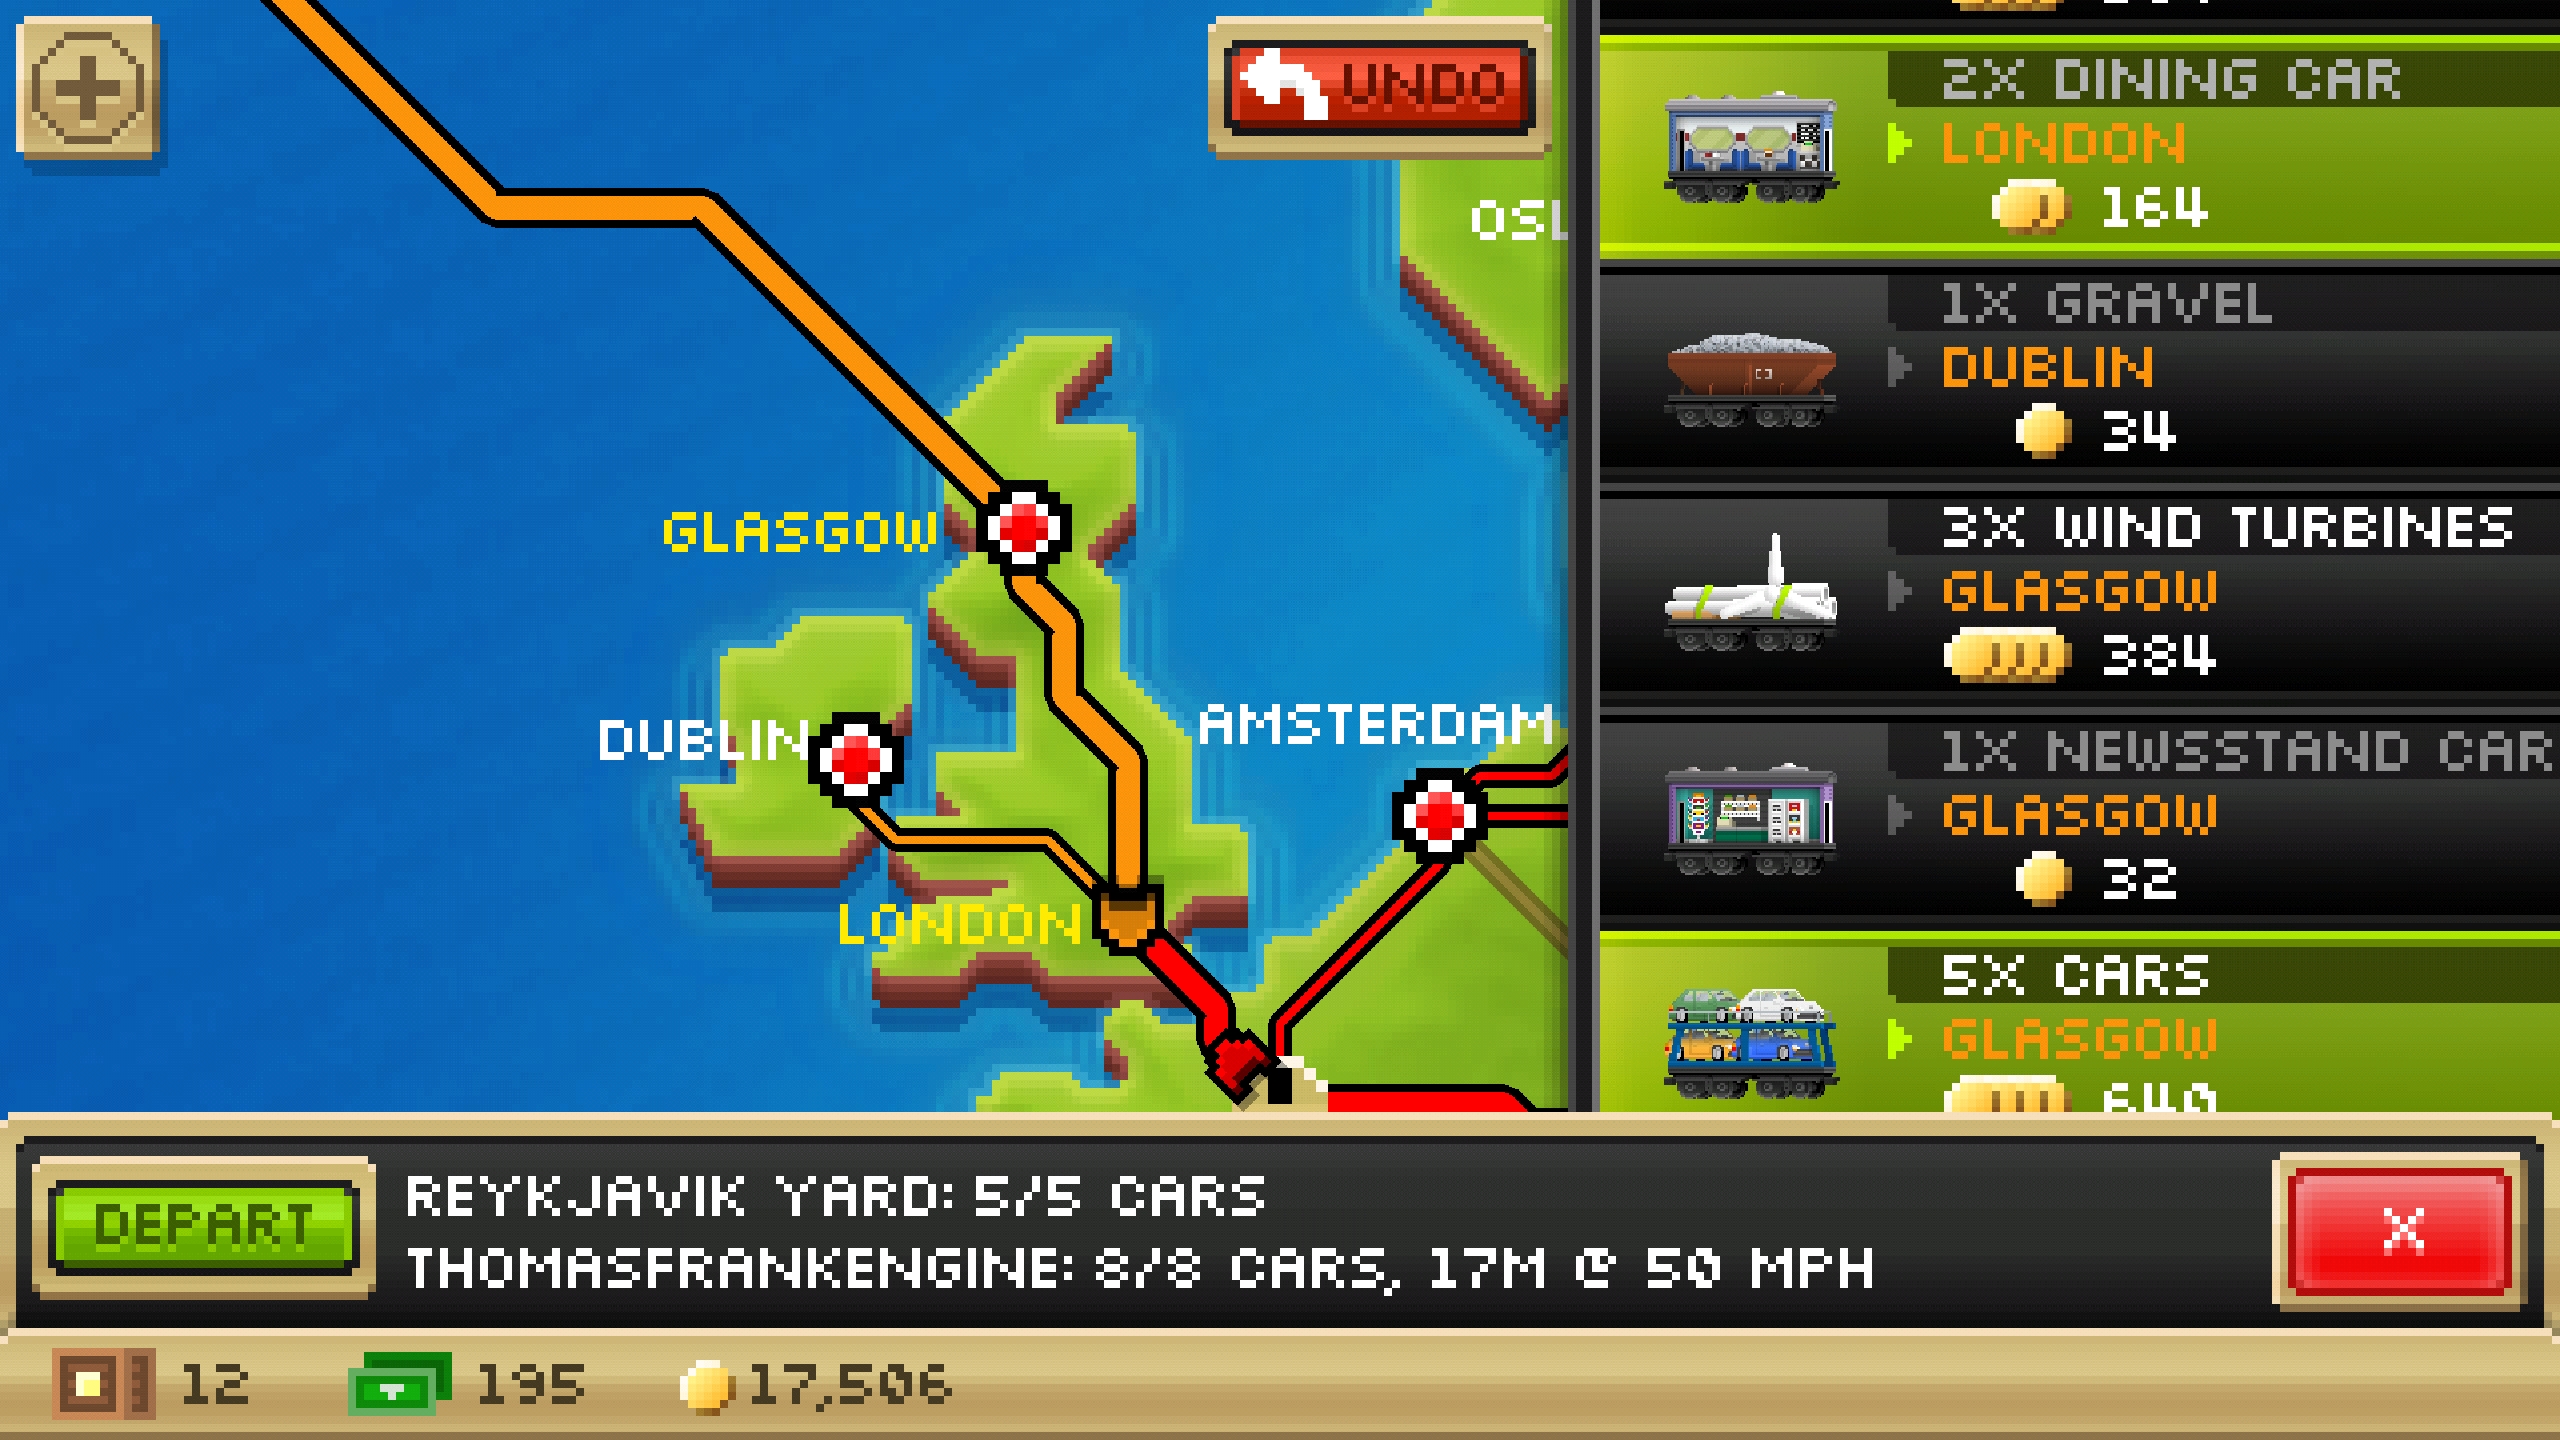 UNDO
OSL
GLASGOW
DUBLIN
AMSTERDAM
LONDON
2X DINING CAR
LONDON
164
1X GRAVEL
DUBLIN
34
3X WIND TURBINES
GLASGOW
384
1X NEWSSTAND CAR
GLASGOW
32
5X CARS
GLASGOW
640
DEPART
REYKJAVIK YARD: 5/5 CARS
THOMASFRANKENGINE: 8/8 CARS, 17M @ 50 MPH
X
12
195
17,506